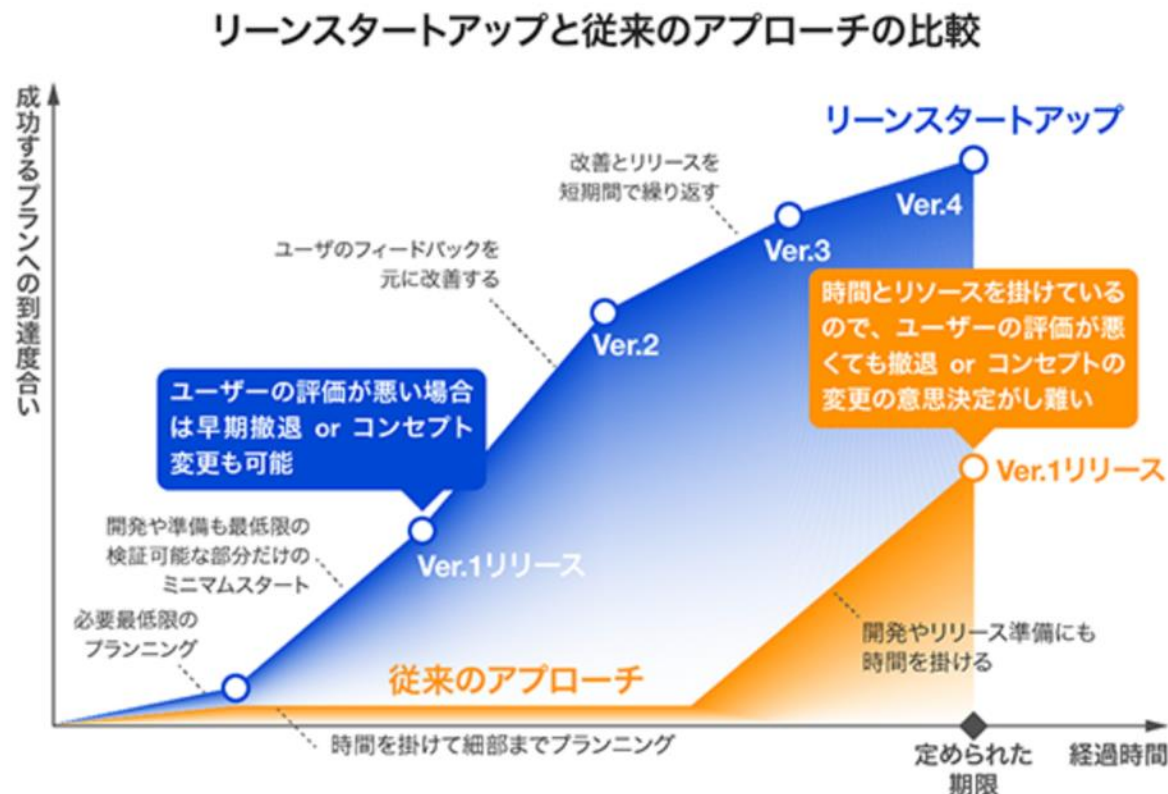 リーンスタートアップと従来のアプローチの比較
成功するプランへの到達度合い
リーンスタートアップ
改善とリリースを
短期間で繰り返す
Ver.4
Ver.3
ユーザのフィードバックを
元に改善する
時間とリソースを掛けている
ので、ユーザーの評価が悪
くても撤退 or コンセプトの
変更の意思決定がし難い
Ver.2
ユーザーの評価が悪い場合
は早期撤退 or コンセプト
変更も可能
Ver.1リリース
開発や準備も最低限の
検証可能な部分だけの
ミニマムスタート
Ver.1リリース
必要最低限の
プランニング
開発やリリース準備にも
時間を掛ける
従来のアプローチ
時間を掛けて細部までプランニング
定められた
期限
経過時間